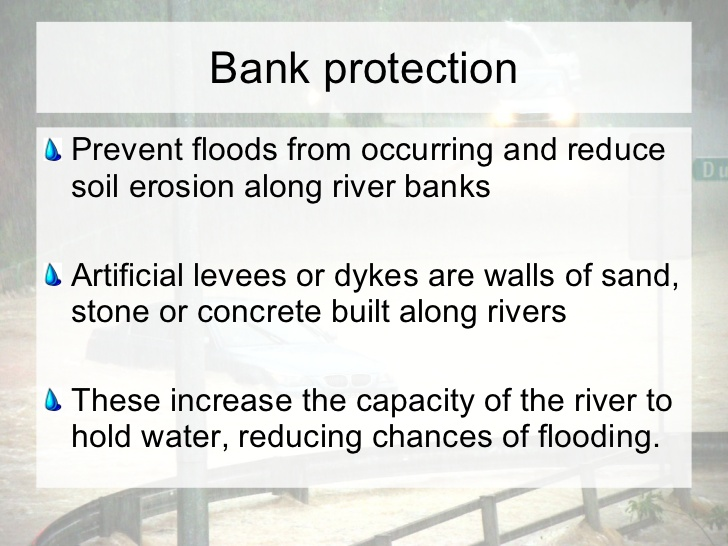 Bank protection
Prevent floods from occurring and reduce
soil erosion along river banks
Artificial levees or dykes are walls of sand,
stone or concrete built along rivers
These increase the capacity of the river to
hold water, reducing chances of flooding.